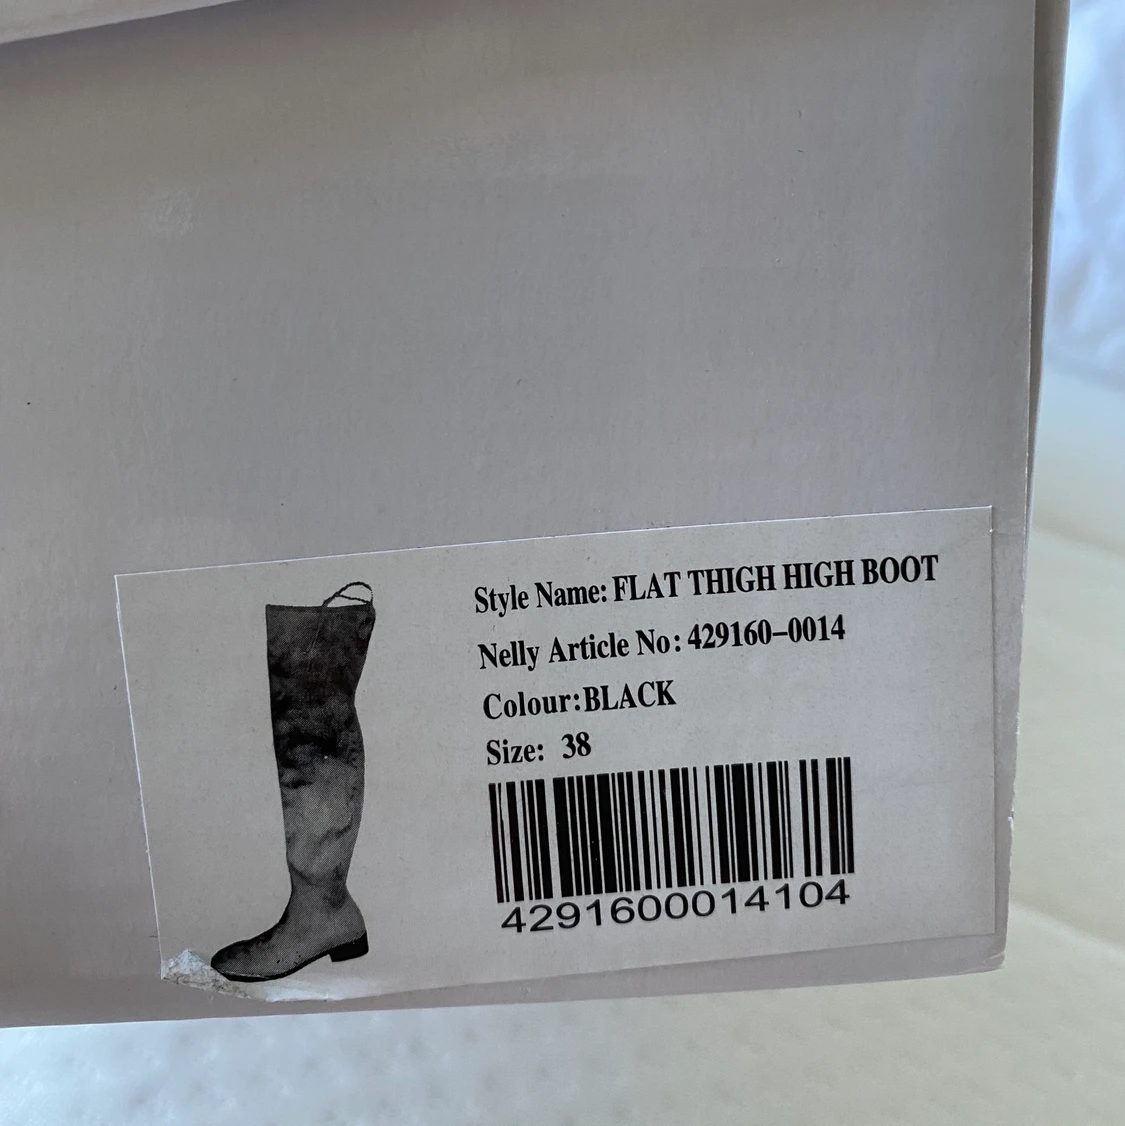 Style Name: FLAT THIGH HIGH BOOT
Nelly Article No: 429160-0014
Colour:BLACK
Size: 38
4291600014104